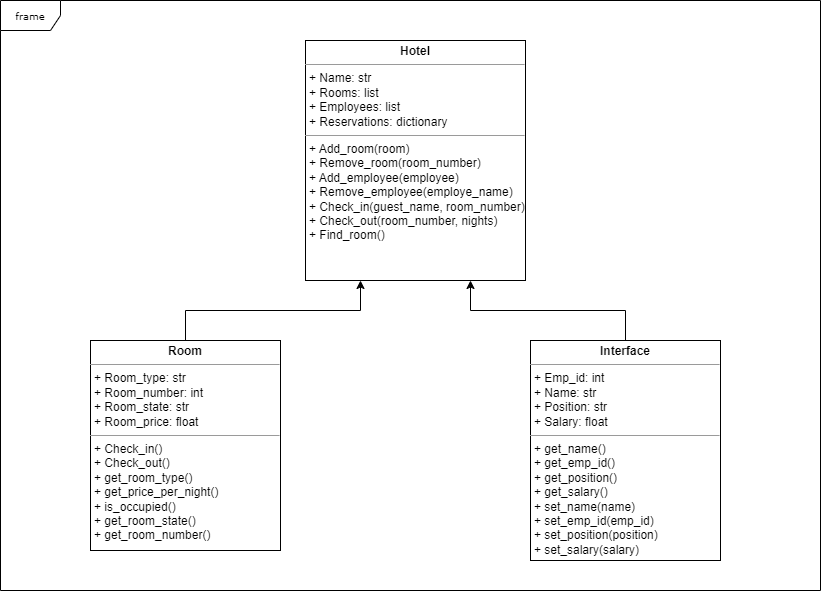 frame
Hotel
+ Name: str
+ Rooms: list
+ Employees: list
+ Reservations: dictionary
+ Add_room(room)
+ Remove_room(room_number)
+ Add_employee(employee)
+ Remove_employee(employe_name)
+ Check_in(guest_name, room_number)
+ Check_out(room_number, nights)
+ Find_room()
Room
+ Room_type: str
+ Room_number: int
+ Room_state: str
+ Room_price: float
+ Check_in()
+ Check_out()
+ get_room_type()
+ get_price_per_night()
+ is_occupied()
+ get_room_state()
+ get_room_number()
Interface
+ Emp_id: int
+ Name: str
+ Position: str
+ Salary: float
+ get_name()
+ get_emp_id()
+ get_position()
+ get_salary()
+ set_name(name)
+ set_emp_id(emp_id)
+ set_position(position)
+ set_salary(salary)